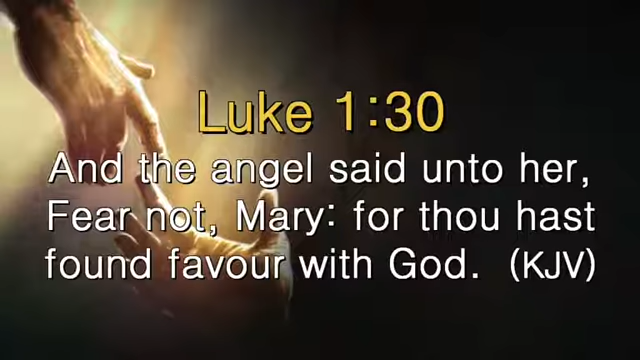 Luke 1:30
And the angel said unto her,
Fear not, Mary: for thou hast
found favour with God. (KJV)